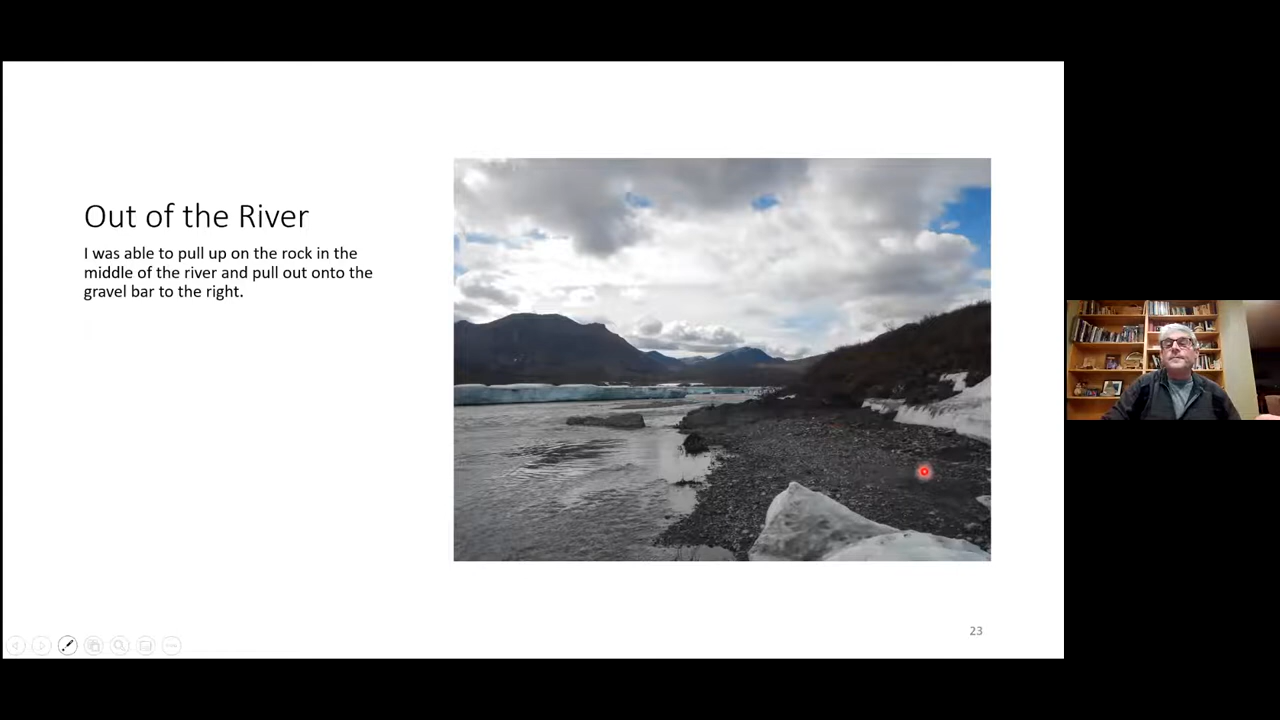 Out of the River
I was able to pull up on the rock in the
middle of the river and pull out onto the
gravel bar to the right.
23